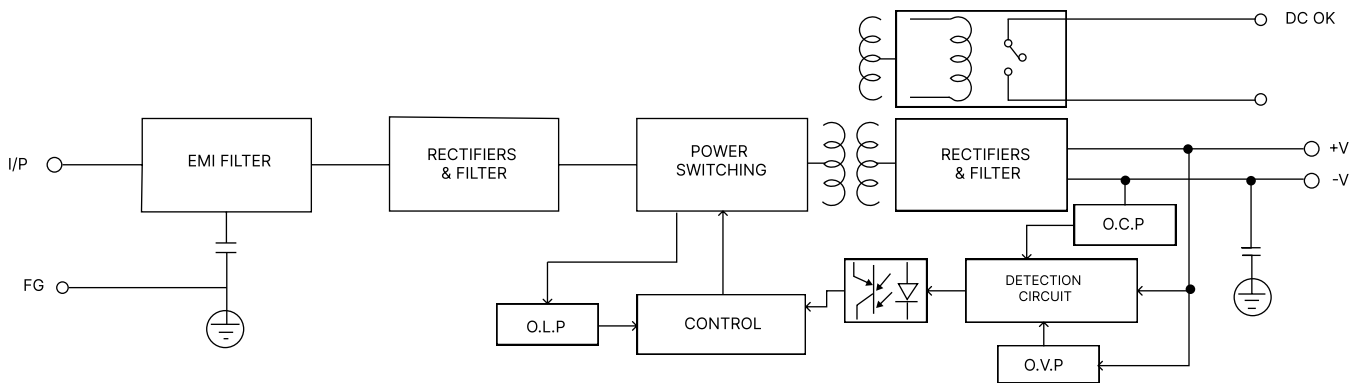 DC OK
I/P
EMI FILTER
RECTIFIERS
& FILTER
POWER
SWITCHING
RECTIFIERS
& FILTER
+V
-V
O.C.P
FG
DETECTION
CIRCUIT
O.L.P
CONTROL
O.V.P